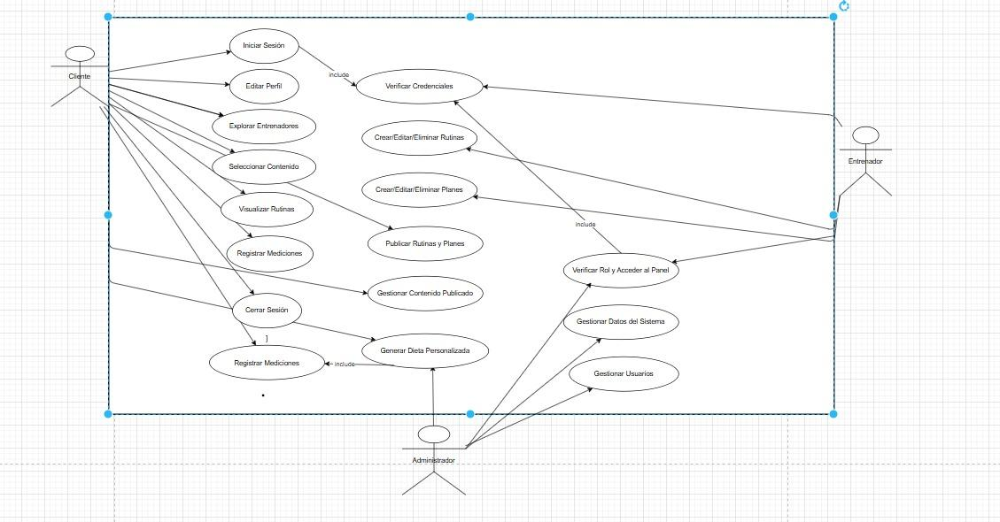 Iniciar Sesión
include
Cliente
Editar Perfil
Verificar Credenciales
Explorar Entrenadores
Crear/Editar/Eliminar Rutinas
Seleccionar Contenido
Entrenador
Crear/Editar/Eliminar Planes
Visualizar Rutinas
include
Publicar Rutinas y Planes
Registrar Mediciones
Verificar Rol y Acceder al Panel
Gestionar Contenido Publicado
Cerrar Sesión
Gestionar Datos del Sistema
]
Generar Dieta Personalizada
Registrar Mediciones
include
Gestionar Usuarios
Administrador